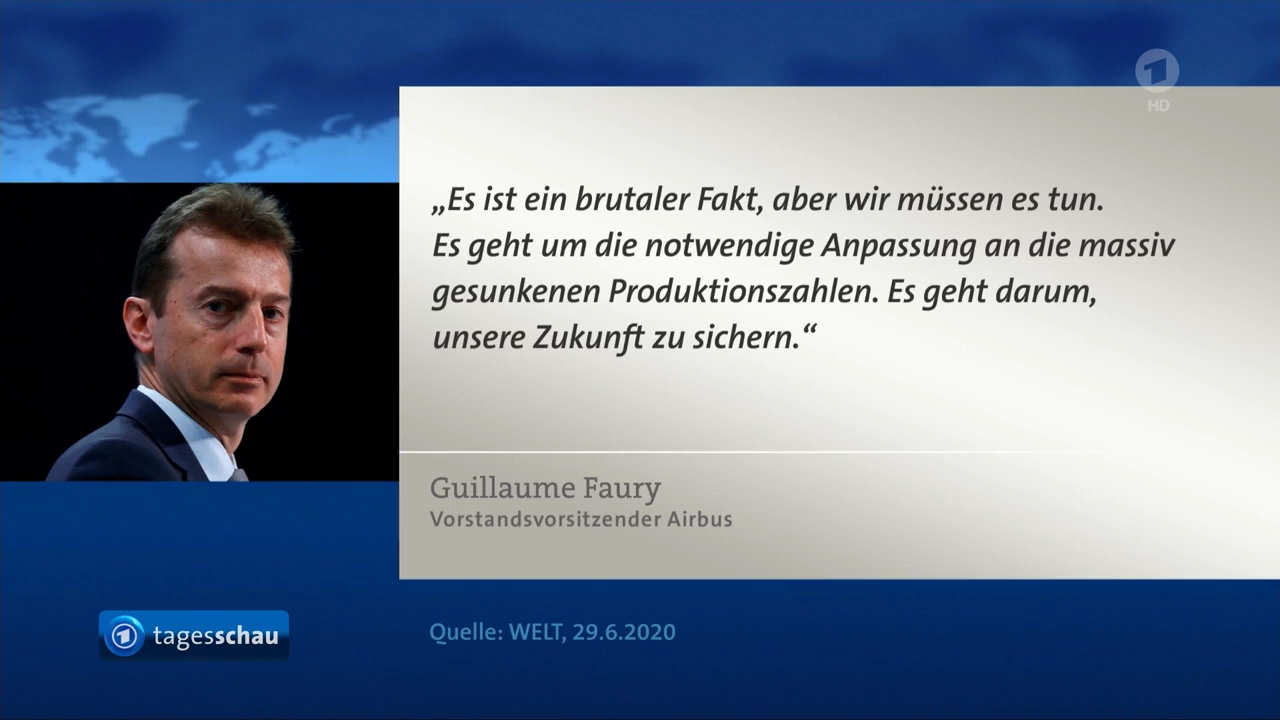 HD
„Es ist ein brutaler Fakt, aber wir müssen es tun.
Es geht um die notwendige Anpassung an die massiv
gesunkenen Produktionszahlen. Es geht darum,
unsere Zukunft zu sichern.“
Guillaume Faury
Vorstandsvorsitzender Airbus
1 tagesschau
Quelle: WELT, 29.6.2020